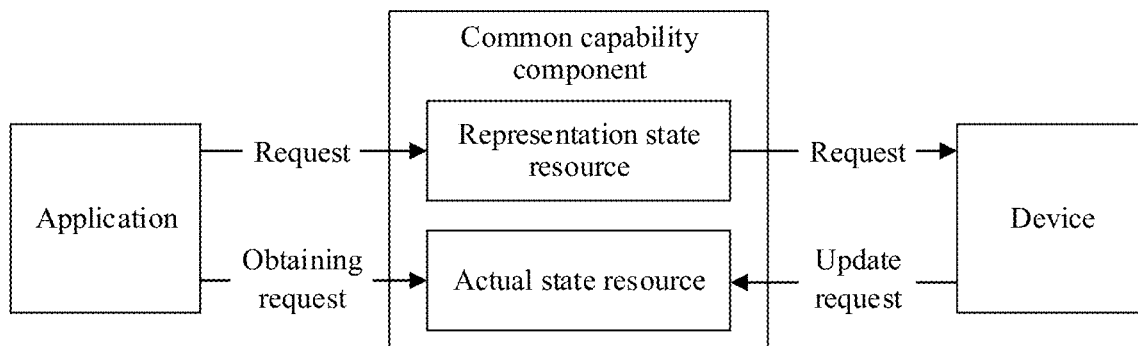 Common capability
component
Application
Request
Representation state
resource
Request
Device
Obtaining
request
Actual state resource
Update
request